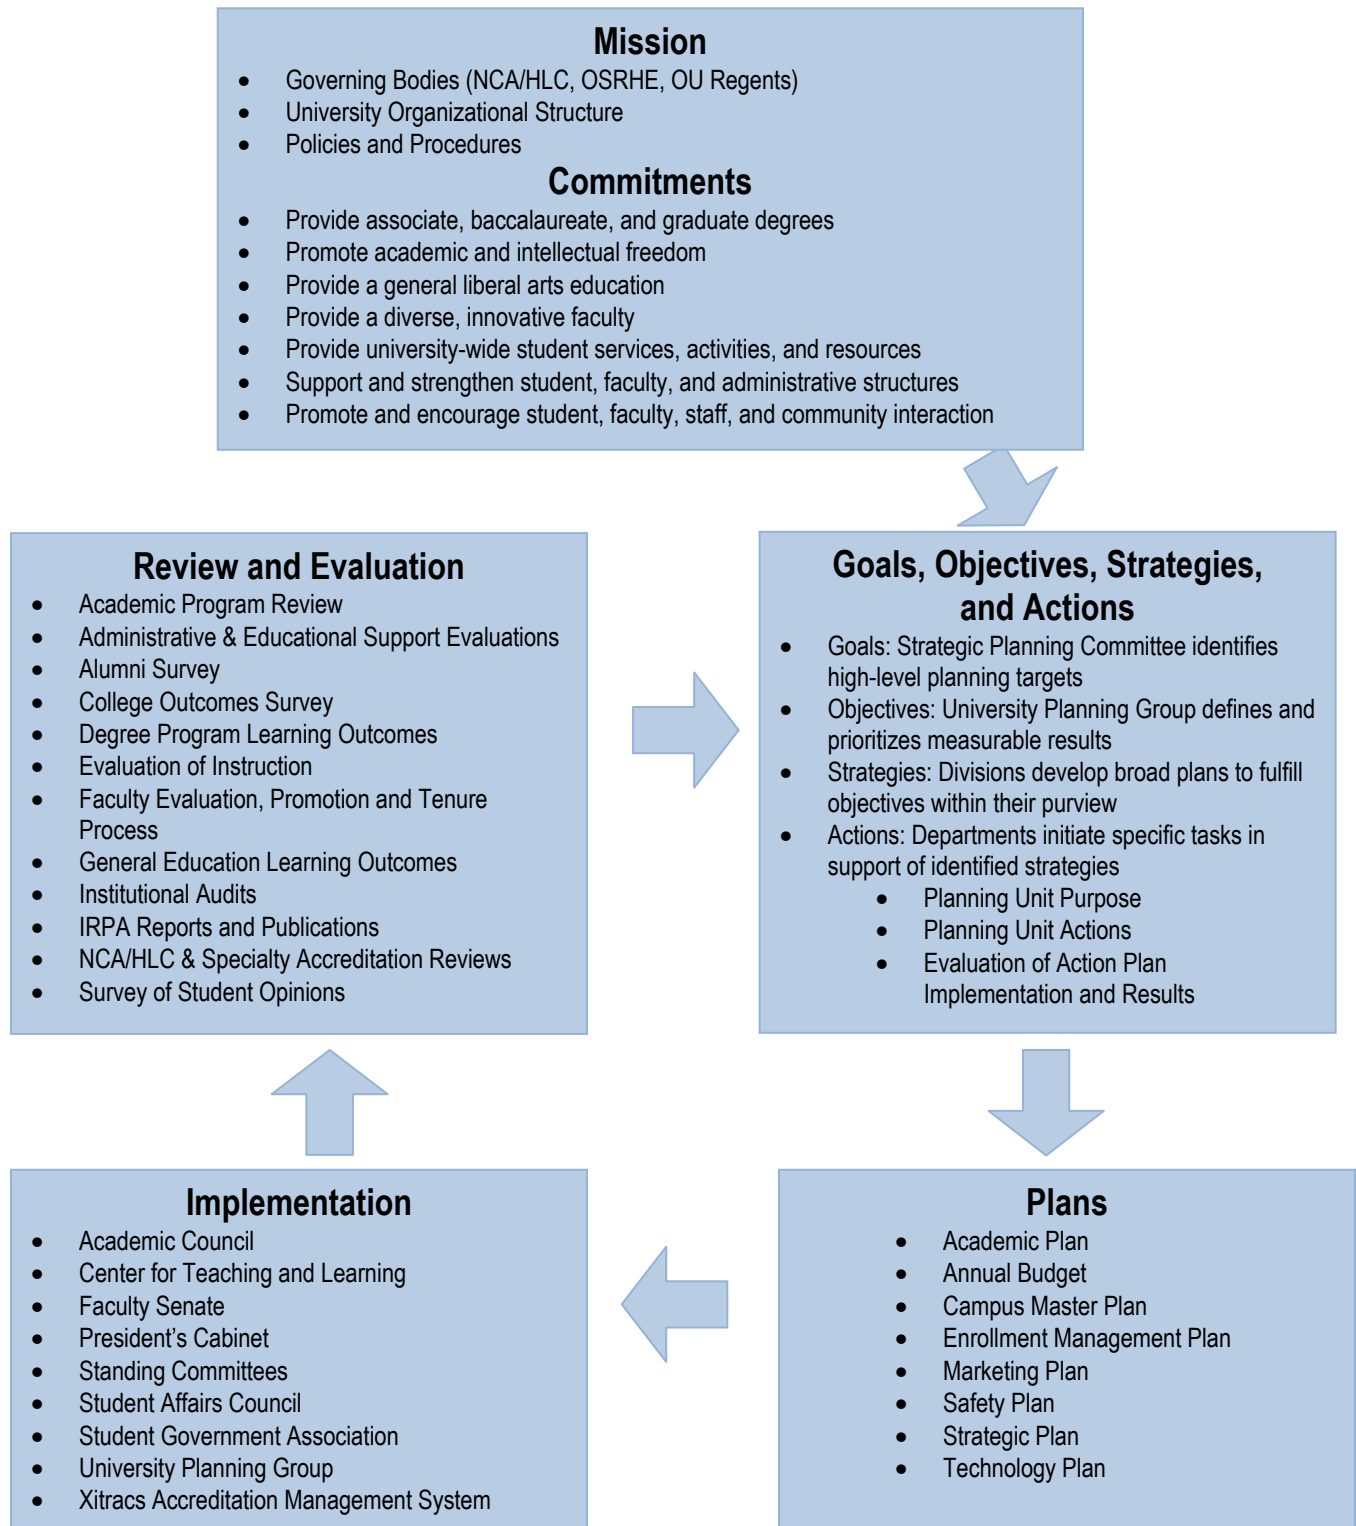 Mission
• Governing Bodies (NCA/HLC, OSRHE, OU Regents)
• University Organizational Structure
• Policies and Procedures
Commitments
• Provide associate, baccalaureate, and graduate degrees
• Promote academic and intellectual freedom
• Provide a general liberal arts education
• Provide a diverse, innovative faculty
• Provide university-wide student services, activities, and resources
• Support and strengthen student, faculty, and administrative structures
• Promote and encourage student, faculty, staff, and community interaction
Review and Evaluation
• Academic Program Review
• Administrative & Educational Support Evaluations
• Alumni Survey
• College Outcomes Survey
• Degree Program Learning Outcomes
• Evaluation of Instruction
• Faculty Evaluation, Promotion and Tenure
Process
• General Education Learning Outcomes
• Institutional Audits
• IRPA Reports and Publications
• NCA/HLC & Specialty Accreditation Reviews
• Survey of Student Opinions
Goals, Objectives, Strategies,
and Actions
• Goals: Strategic Planning Committee identifies
high-level planning targets
• Objectives: University Planning Group defines and
prioritizes measurable results
• Strategies: Divisions develop broad plans to fulfill
objectives within their purview
• Actions: Departments initiate specific tasks in
support of identified strategies
• Planning Unit Purpose
• Planning Unit Actions
• Evaluation of Action Plan
Implementation and Results
Implementation
• Academic Council
• Center for Teaching and Learning
• Faculty Senate
• President’s Cabinet
• Standing Committees
• Student Affairs Council
• Student Government Association
• University Planning Group
• Xitracs Accreditation Management System
Plans
• Academic Plan
• Annual Budget
• Campus Master Plan
• Enrollment Management Plan
• Marketing Plan
• Safety Plan
• Strategic Plan
• Technology Plan